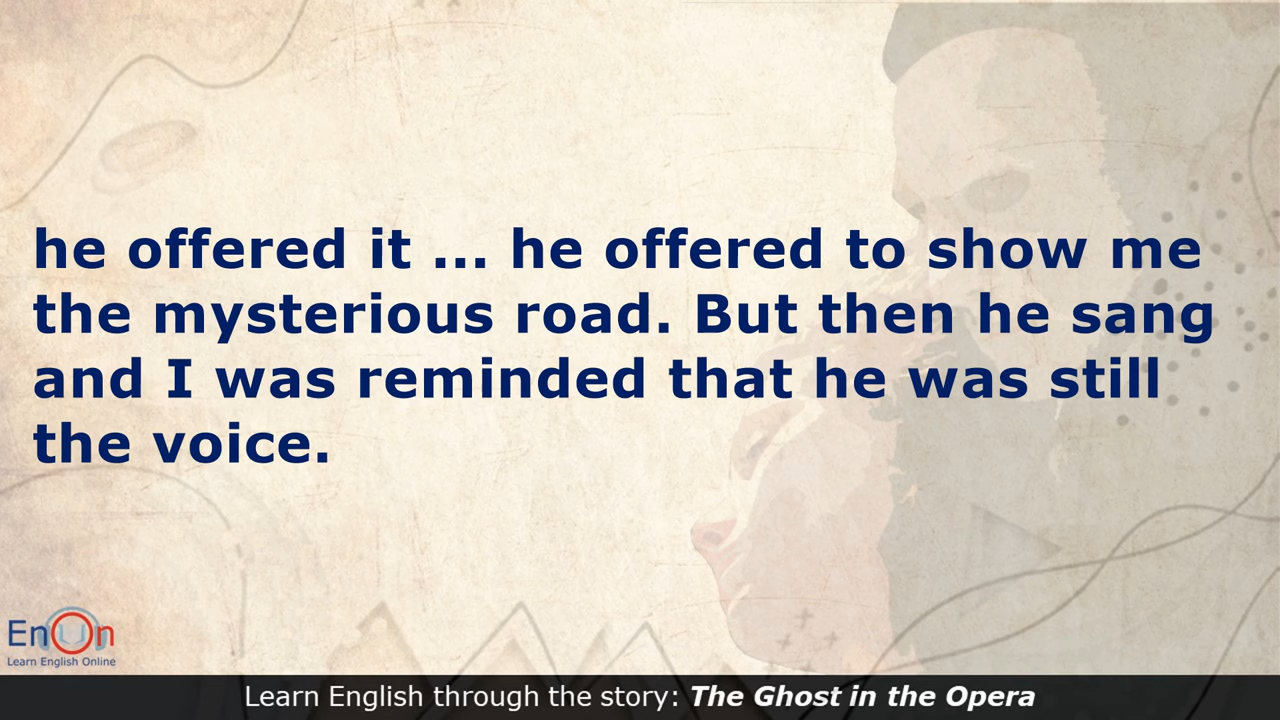 he offered it ... he offered to show me
the mysterious road. But then he sang
and I was reminded that he was still
the voice.
EnOn
Learn English Online
Learn English through the story: The Ghost in the Opera